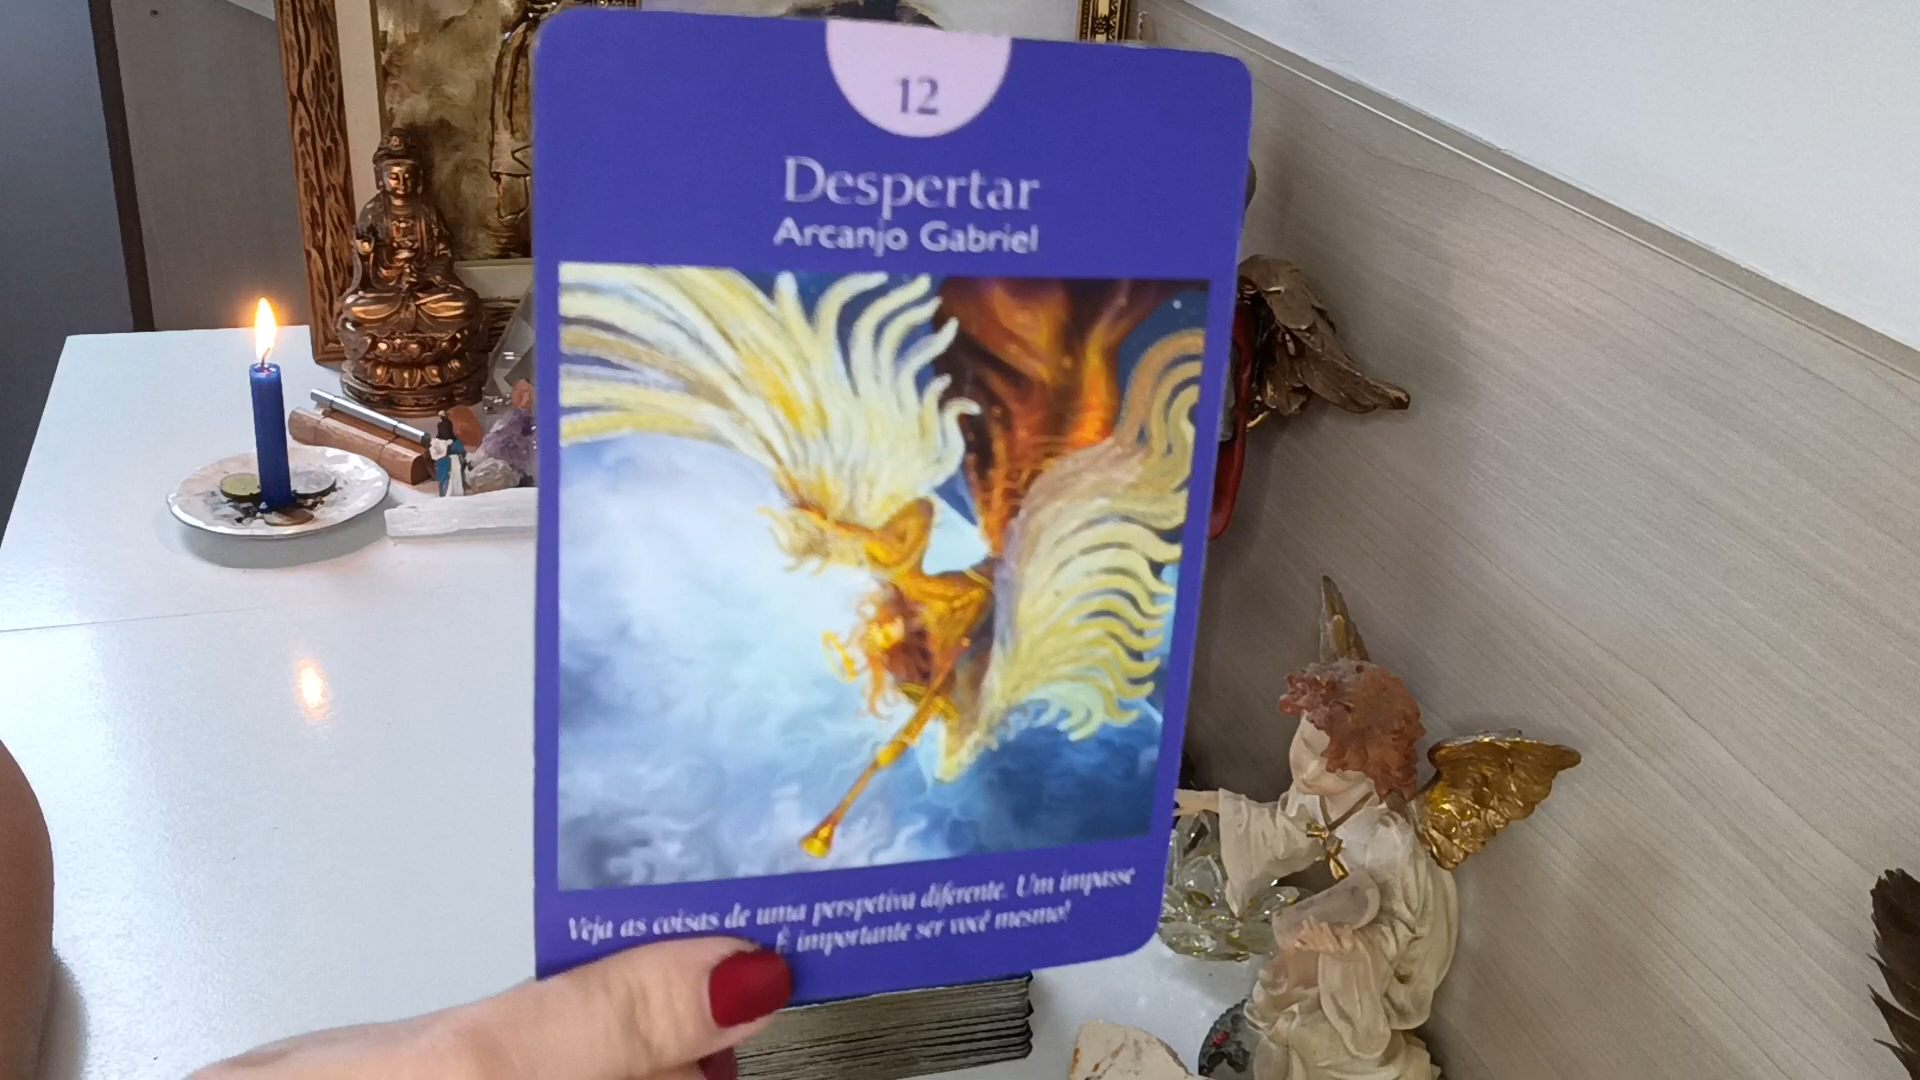 12
Despertar
Arcanjo Gabriel
Veja as coisas de uma perspetiva diferente. Um impasse
É importante ser você mesmo!